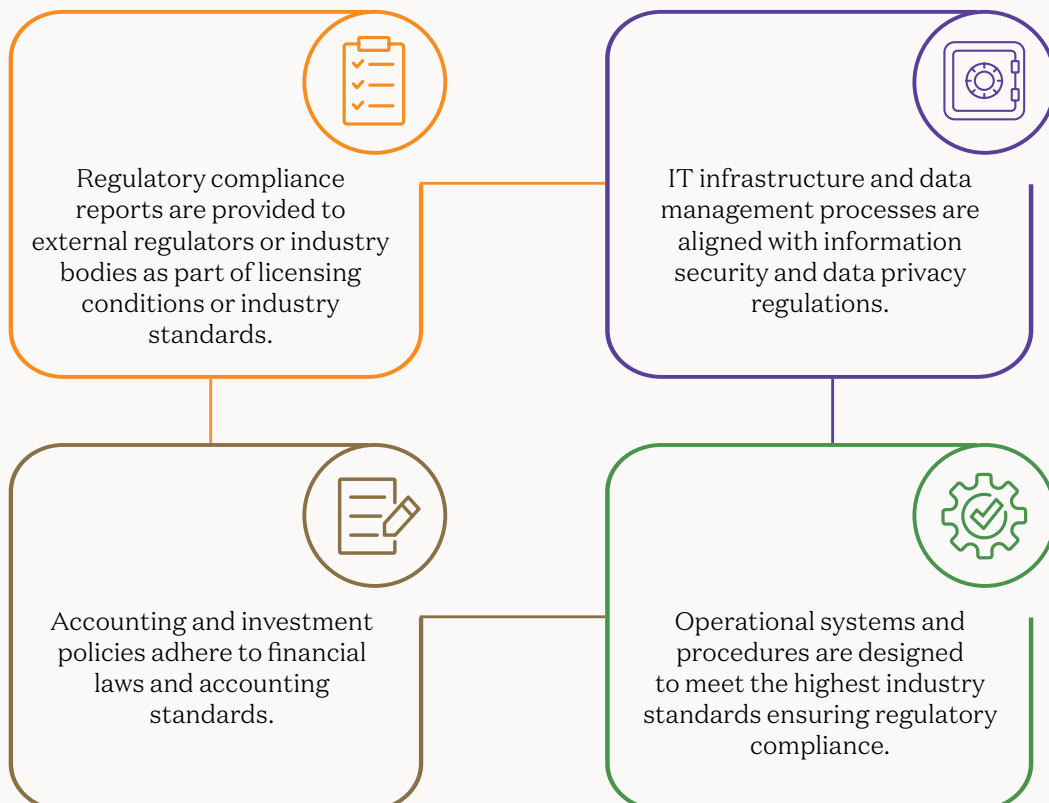 Regulatory compliance
reports are provided to
external regulators or industry
bodies as part of licensing
conditions or industry
standards.
IT infrastructure and data
management processes are
aligned with information
security and data privacy
regulations.
Accounting and investment
policies adhere to financial
laws and accounting
standards.
Operational systems and
procedures are designed
to meet the highest industry
standards ensuring regulatory
compliance.